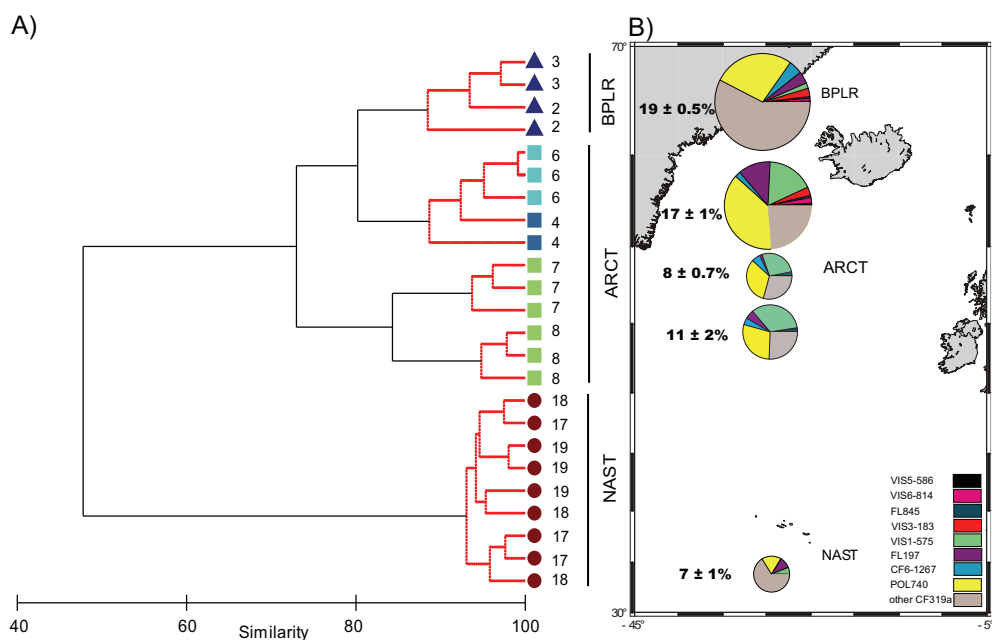 A)
3
3
2
2
BPLR
6
6
6
4
4
7
7
7
8
8
8
ARCT
18
17
19
19
19
18
17
17
18
NAST
40
60
80
100
Similarity
B)
70°
BPLR
19 ± 0.5%
17 ± 1%
ARCT
8 ± 0.7%
11 ± 2%
VIS5-586
VIS6-814
FL845
VIS3-183
VIS1-575
FL197
CF6-1267
POL740
other CF319a
NAST
7 ± 1%
30°
- 45°
- 5°